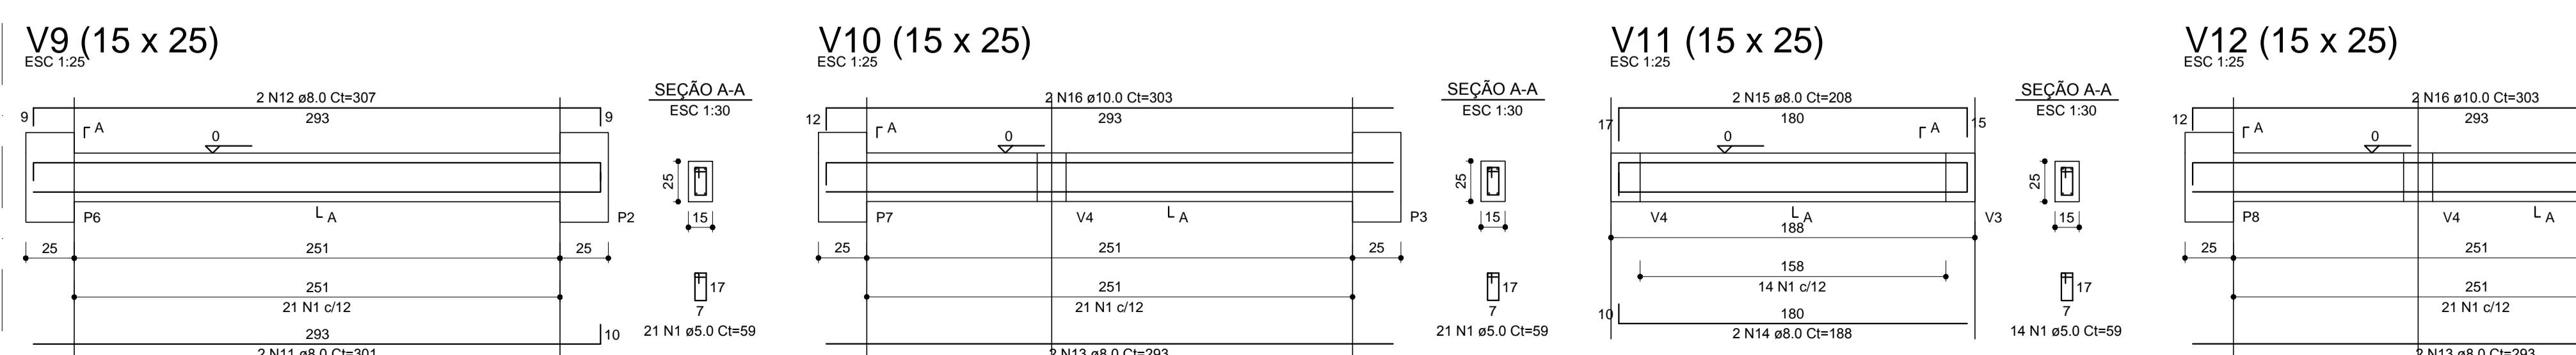 V9 (15 x 25)
ESC 1:25
SEÇÃO A-A
ESC 1:30
2 N12 ø8.0 Ct=307
9
293
9
A
0
25
15
P6
A
P2
25
251
25
251
21 N1 c/12
17
7
21 N1 ø5.0 Ct=59
293
10
2 N11 ø8.0 Ct=301
V10 (15 x 25)
ESC 1:25
SEÇÃO A-A
ESC 1:30
2 N16 ø10.0 Ct=303
12
293
A
0
25
15
P7
V4
A
P3
25
251
25
251
21 N1 c/12
17
7
21 N1 ø5.0 Ct=59
2 N13 ø8.0 Ct=293
V11 (15 x 25)
ESC 1:25
SEÇÃO A-A
ESC 1:30
2 N15 ø8.0 Ct=208
17
180
15
A
0
25
15
V4
A
V3
188
158
14 N1 c/12
17
7
14 N1 ø5.0 Ct=59
10
180
2 N14 ø8.0 Ct=188
V12 (15 x 25)
ESC 1:25
2 N16 ø10.0 Ct=303
12
293
A
0
P8
V4
A
25
251
251
21 N1 c/12
2 N13 ø8.0 Ct=293